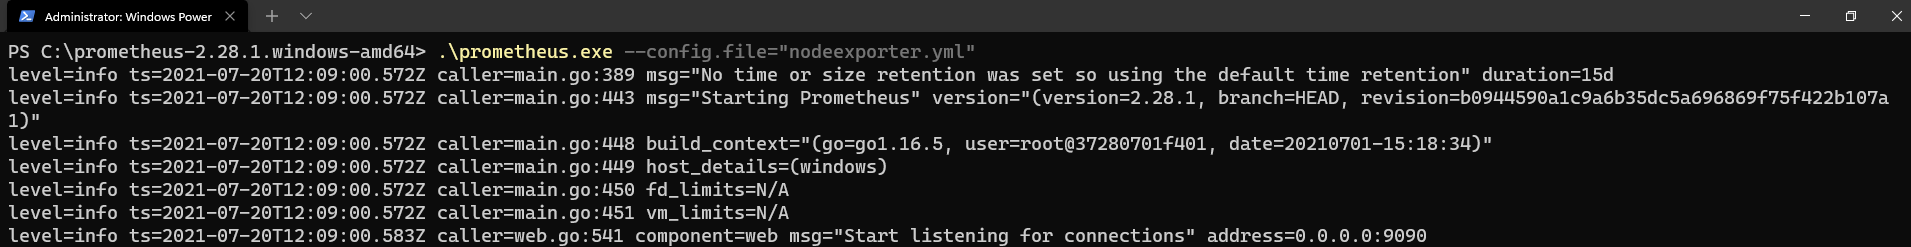 Administrator: Windows Power
PS C:\prometheus-2.28.1.windows-amd64> .\prometheus.exe --config.file="nodeexporter.yml"
level=info ts=2021-07-20T12:09:00.572Z caller=main.go:389 msg="No time or size retention was set so using the default time retention" duration=15d
level=info ts=2021-07-20T12:09:00.572Z caller=main.go:443 msg="Starting Prometheus" version="(version=2.28.1, branch=HEAD, revision=b0944590a1c9a6b35dc5a696869f75f422b107a
1)"
level=info ts=2021-07-20T12:09:00.572Z caller=main.go:448 build_context="(go=go1.16.5, user=root@37280701f401, date=20210701-15:18:34)"
level=info ts=2021-07-20T12:09:00.572Z caller=main.go:449 host_details=(windows)
level=info ts=2021-07-20T12:09:00.572Z caller=main.go:450 fd_limits=N/A
level=info ts=2021-07-20T12:09:00.572Z caller=main.go:451 vm_limits=N/A
level=info ts=2021-07-20T12:09:00.583Z caller=web.go:541 component=web msg="Start listening for connections" address=0.0.0.0:9090